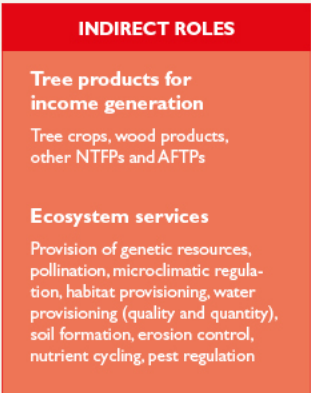 INDIRECT ROLES
Tree products for
income generation
Tree crops, wood products,
other NTFPs and AFTPs
Ecosystem services
Provision of genetic resources,
pollination, microclimatic regula-
tion, habitat provisioning, water
provisioning (quality and quantity),
soil formation, erosion control,
nutrient cycling, pest regulation